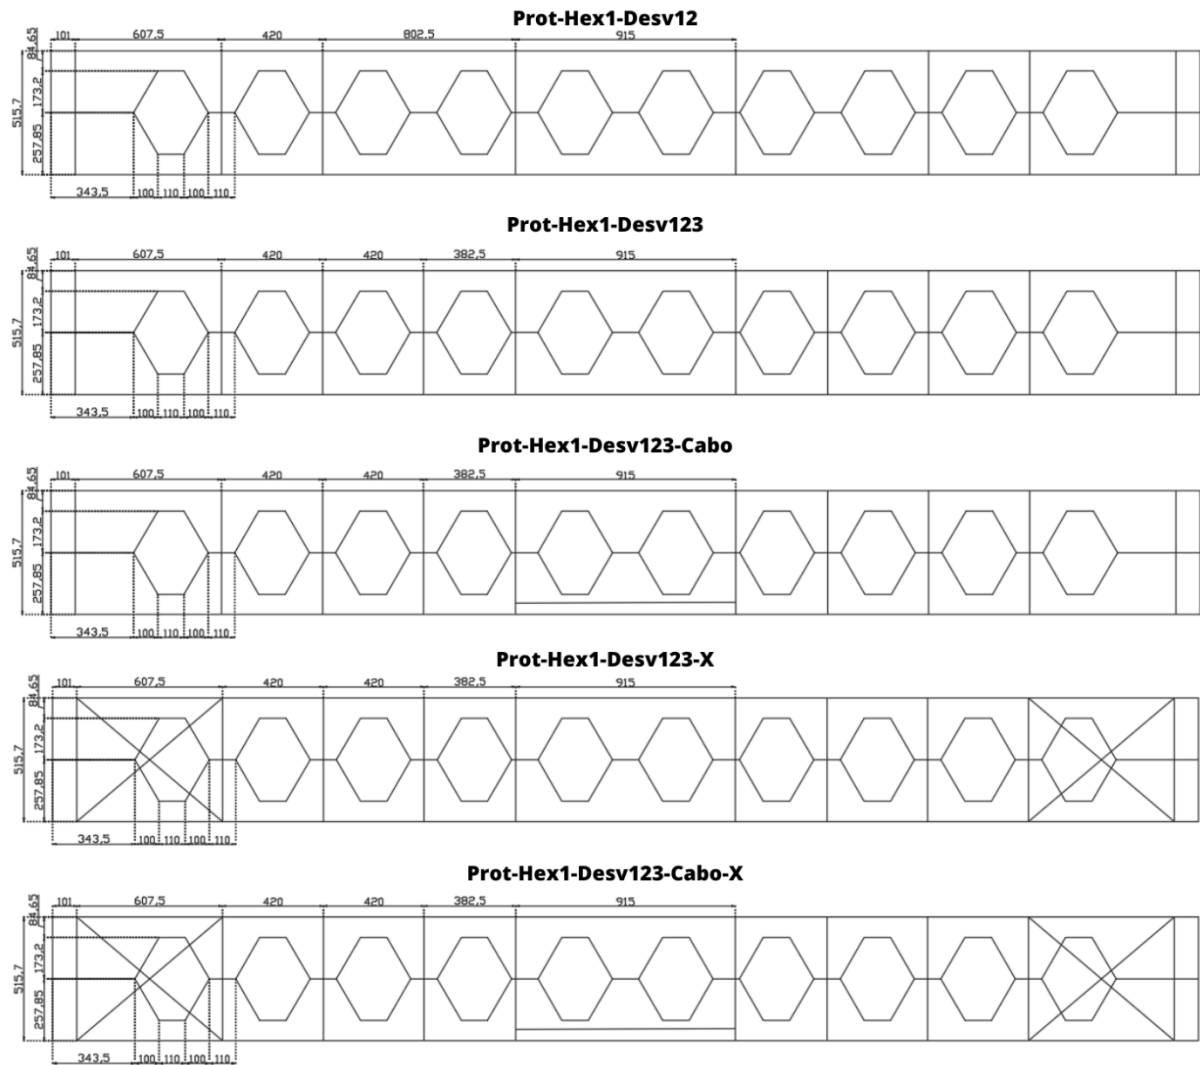 Prot-Hex1-Desv12
101 607,5 420 802,5 915
84,65
173,2
515,7
257,85
343,5 100 110 100 110
Prot-Hex1-Desv123
101 607,5 420 420 382,5 915
84,65
173,2
515,7
257,85
343,5 100 110 100 110
Prot-Hex1-Desv123-Cabo
101 607,5 420 420 382,5 915
84,65
173,2
515,7
257,85
343,5 100 110 100 110
Prot-Hex1-Desv123-X
101 607,5 420 420 382,5 915
84,65
173,2
515,7
257,85
343,5 100 110 100 110
Prot-Hex1-Desv123-Cabo-X
101 607,5 420 420 382,5 915
84,65
173,2
515,7
257,85
343,5 100 110 100 110